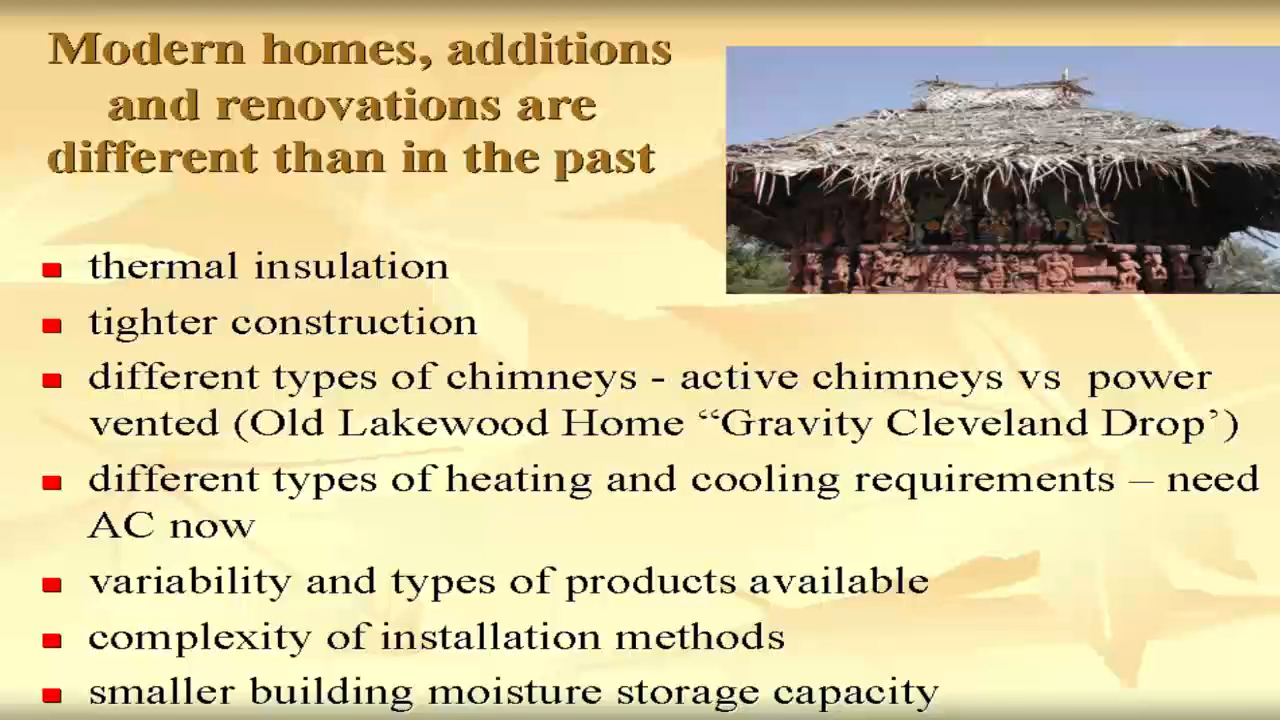 Modern homes, additions
and renovations are
different than in the past
thermal insulation
tighter construction
different types of chimneys - active chimneys vs  power
vented (Old Lakewood Home “Gravity Cleveland Drop’)
different types of heating and cooling requirements – need
AC now
variability and types of products available
complexity of installation methods
smaller building moisture storage capacity